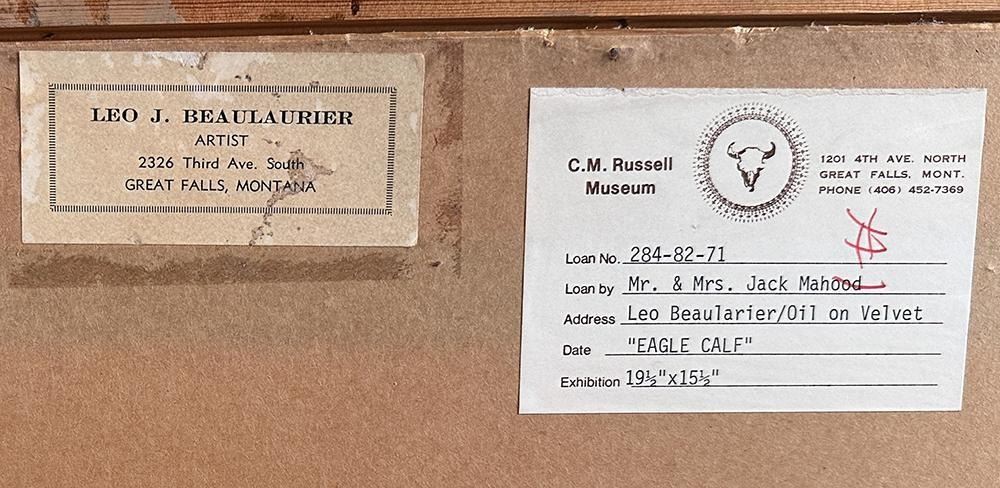 LEO J. BEAULAURIER
ARTIST
2326 Third Ave. South
GREAT FALLS, MONTANA
C.M. Russell
Museum
1201 4TH AVE. NORTH
GREAT FALLS, MONT.
PHONE (406) 452-7369
Loan No. 284-82-71
Loan by Mr. & Mrs. Jack Mahood
Address Leo Beaularier/Oil on Velvet
Date "EAGLE CALF"
Exhibition 19½"x15½"